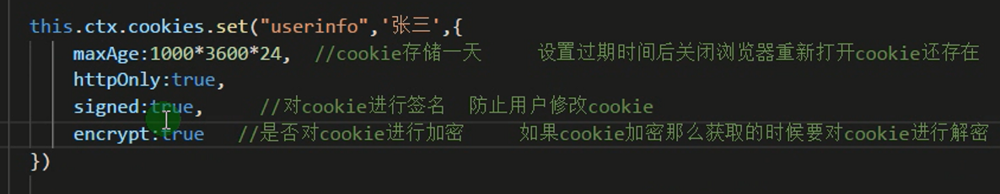 this.ctx.cookies.set("userinfo",'张三',{
maxAge:1000*3600*24, //cookie存储一天 设置过期时间后关闭浏览器重新打开cookie还存在
httpOnly:true,
signed:true, //对cookie进行签名 防止用户修改cookie
encrypt:true //是否对cookie进行加密 如果cookie加密那么获取的时候要对cookie进行解密
})